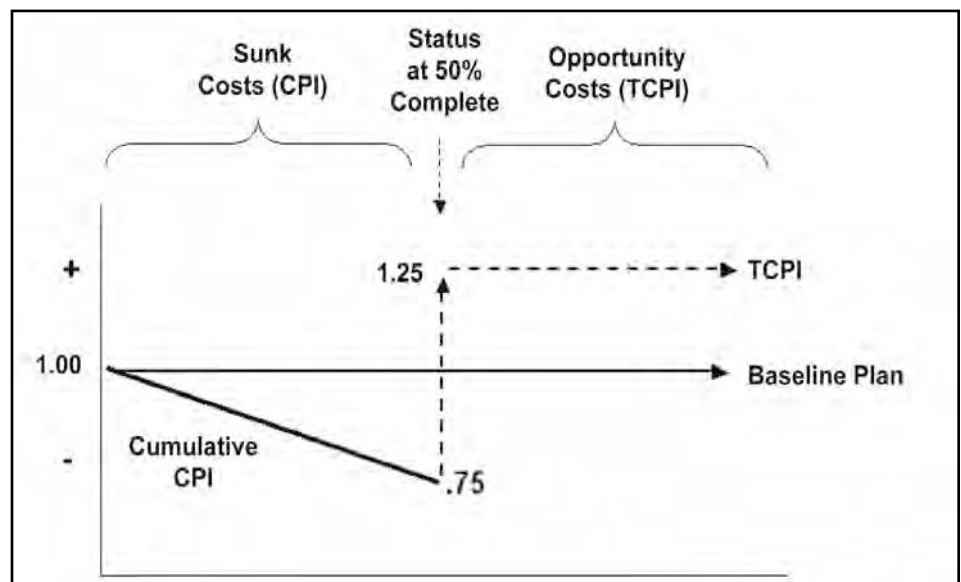 Sunk
Costs (CPI)
Status
at 50%
Complete
Opportunity
Costs (TCPI)
+
1.25
TCPI
1.00
Baseline Plan
Cumulative
CPI
-
.75